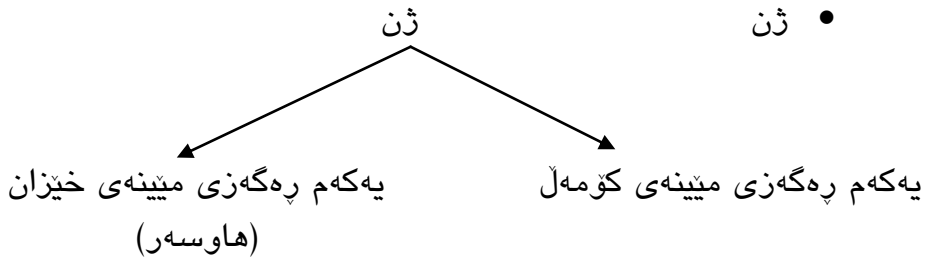 • ژن
ژن
یەکەم ڕەگەزی مێینەی کۆمەڵ
یەکەم ڕەگەزی مێینەی خێزان
(هاوسەر)